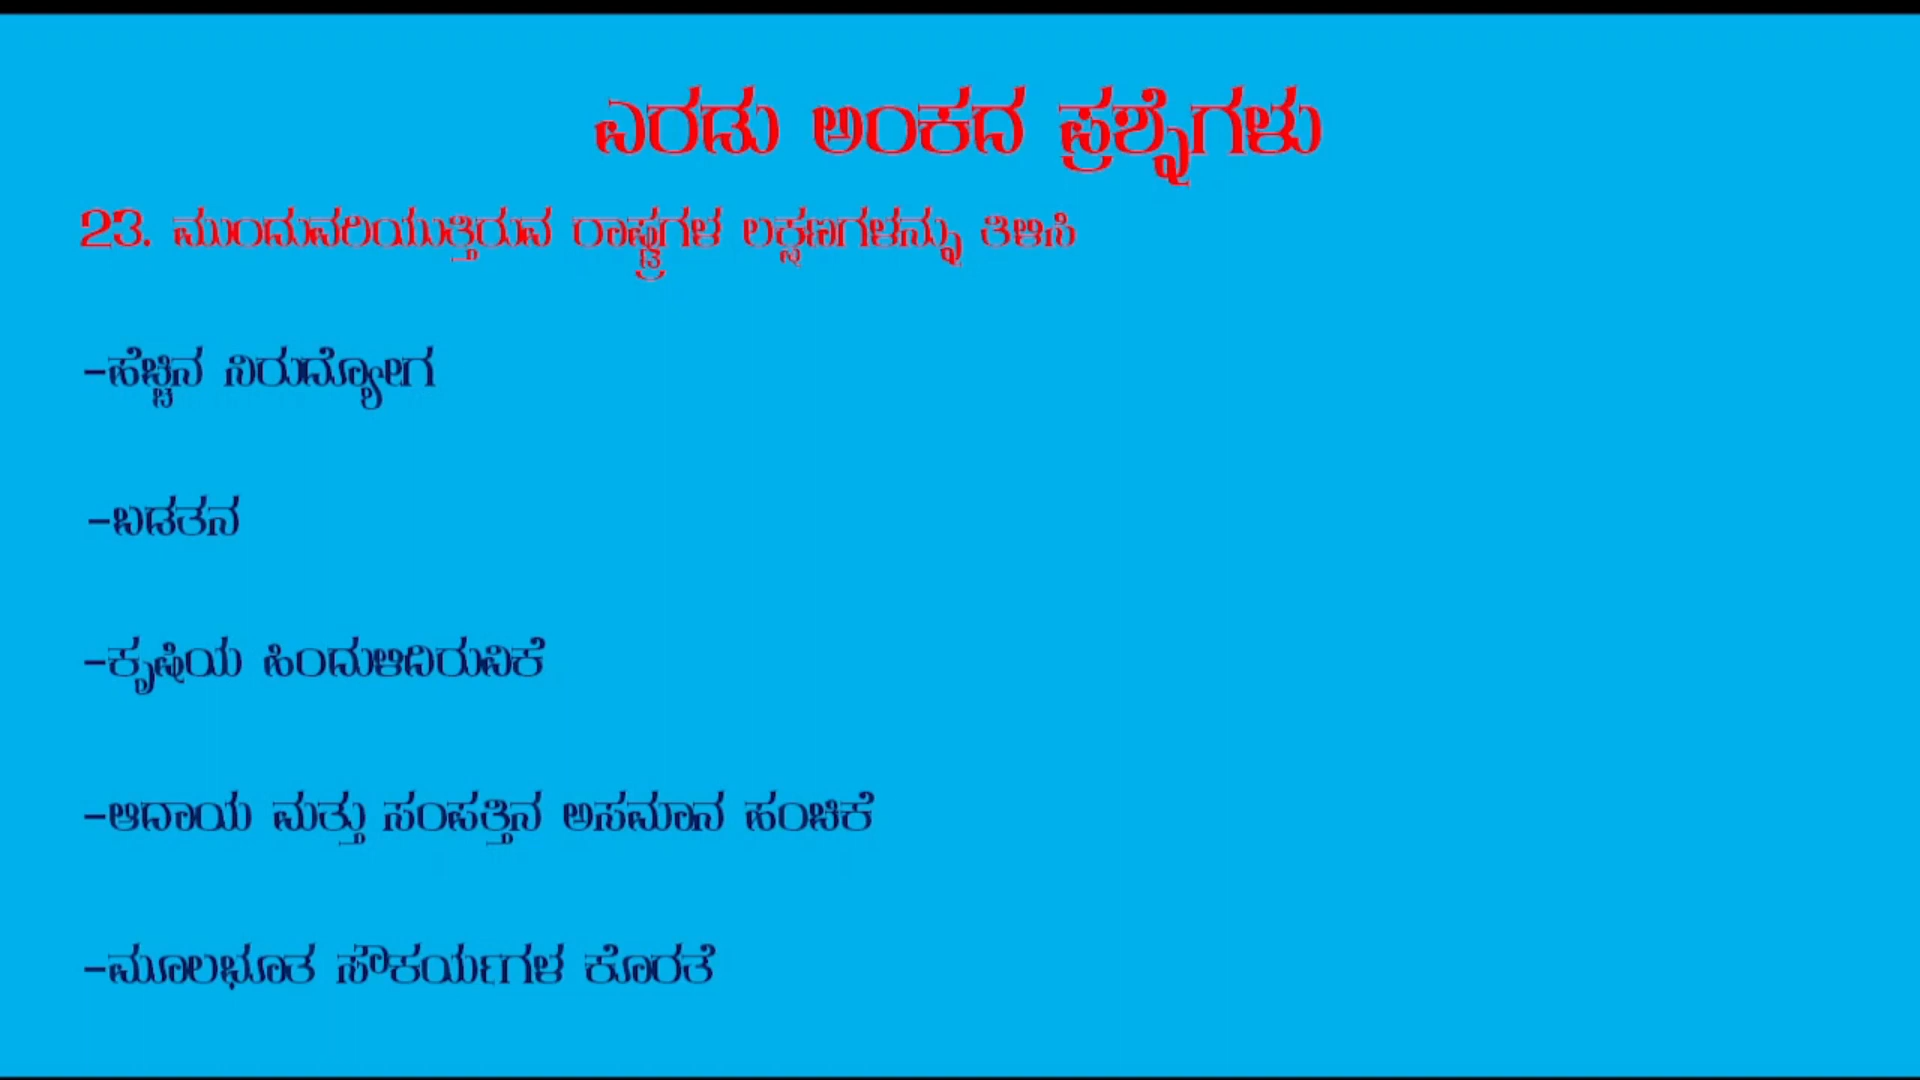 ಎರಡು ಅಂಕದ ಪ್ರಶ್ನೆಗಳು
23. ಮುಂದುವರಿಯುತ್ತಿರುವ ರಾಷ್ಟ್ರಗಳ ಲಕ್ಷಣಗಳನ್ನು ತಿಳಿಸಿ
-ಹೆಚ್ಚಿನ ನಿರುದ್ಯೋಗ
-ಬಡತನ
-ಕೃಷಿಯ ಹಿಂದುಳಿದಿರುವಿಕೆ
-ಆದಾಯ ಮತ್ತು ಸಂಪತ್ತಿನ ಅಸಮಾನ ಹಂಚಿಕೆ
-ಮೂಲಭೂತ ಸೌಕರ್ಯಗಳ ಕೊರತೆ